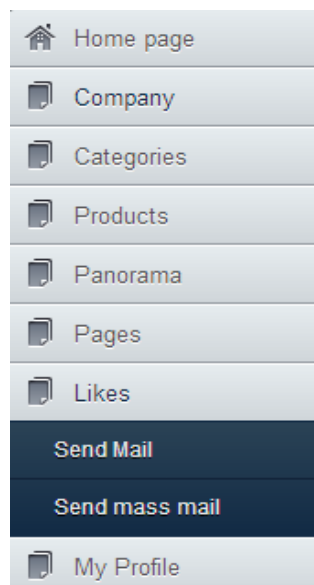 Home page
Company
Categories
Products
Panorama
Pages
Likes
Send Mail
Send mass mail
My Profile